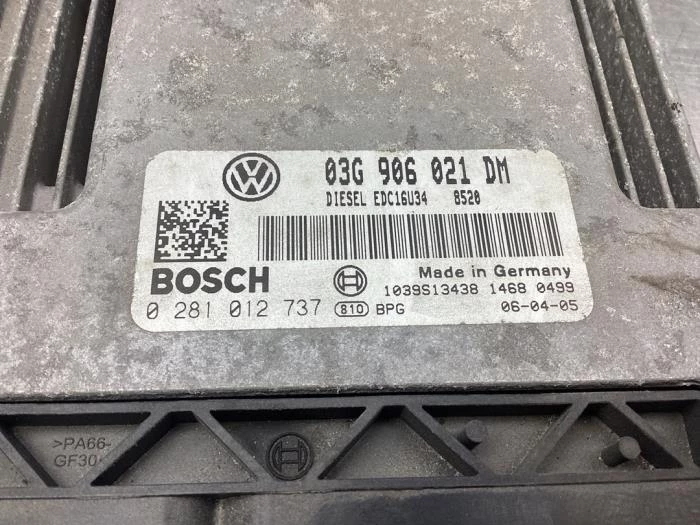 03G 906 021 DM
DIESEL EDC16U34 8520
BOSCH
Made in Germany
1039S13438 1468 0499
0 281 012 737 810 BPG 06-04-05
>PA66-
GF30